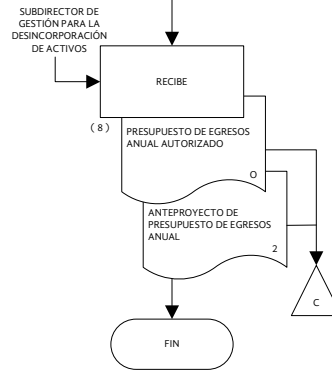 SUBDIRECTOR DE
GESTIÓN PARA LA
DESINCORPORACIÓN
DE ACTIVOS
RECIBE
( 8 )
PRESUPUESTO DE EGRESOS
ANUAL AUTORIZADO
O
ANTEPROYECTO DE
PRESUPUESTO DE EGRESOS
ANUAL
2
C
FIN